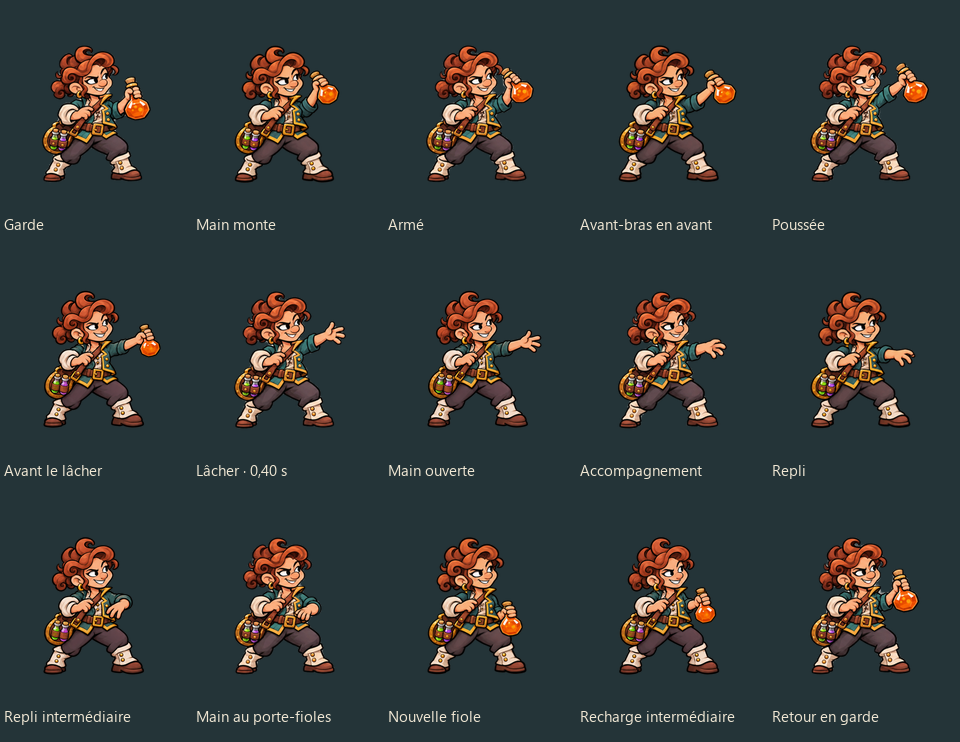 Garde
Main monte
Armé
Avant-bras en avant
Poussée
Avant le lâcher
Lâcher · 0,40 s
Main ouverte
Accompagnement
Repli
Repli intermédiaire
Main au porte-fioles
Nouvelle fiole
Recharge intermédiaire
Retour en garde